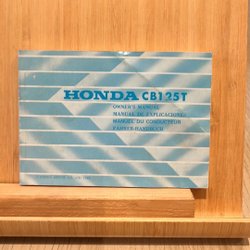 HONDA CB125T
OWNER'S MANUAL
MANUAL DE EXPLICACIONES
MANUEL DU CONDUCTEUR
FAHRER-HANDBUCH